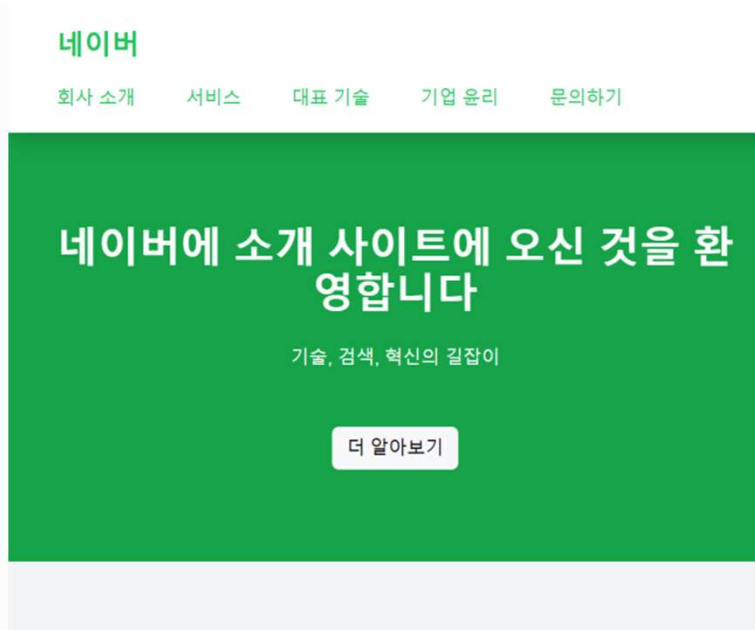 네이버
회사 소개 서비스 대표 기술 기업 윤리 문의하기
네이버에 소개 사이트에 오신 것을 환
영합니다
기술, 검색, 혁신의 길잡이
더 알아보기